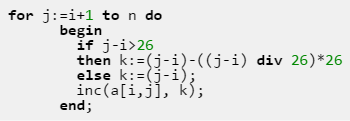 for j:=i+1 to n do
begin
if j-i>26
then k:=(j-i)-((j-i) div 26)*26
else k:=(j-i);
inc(a[i,j], k);
end;